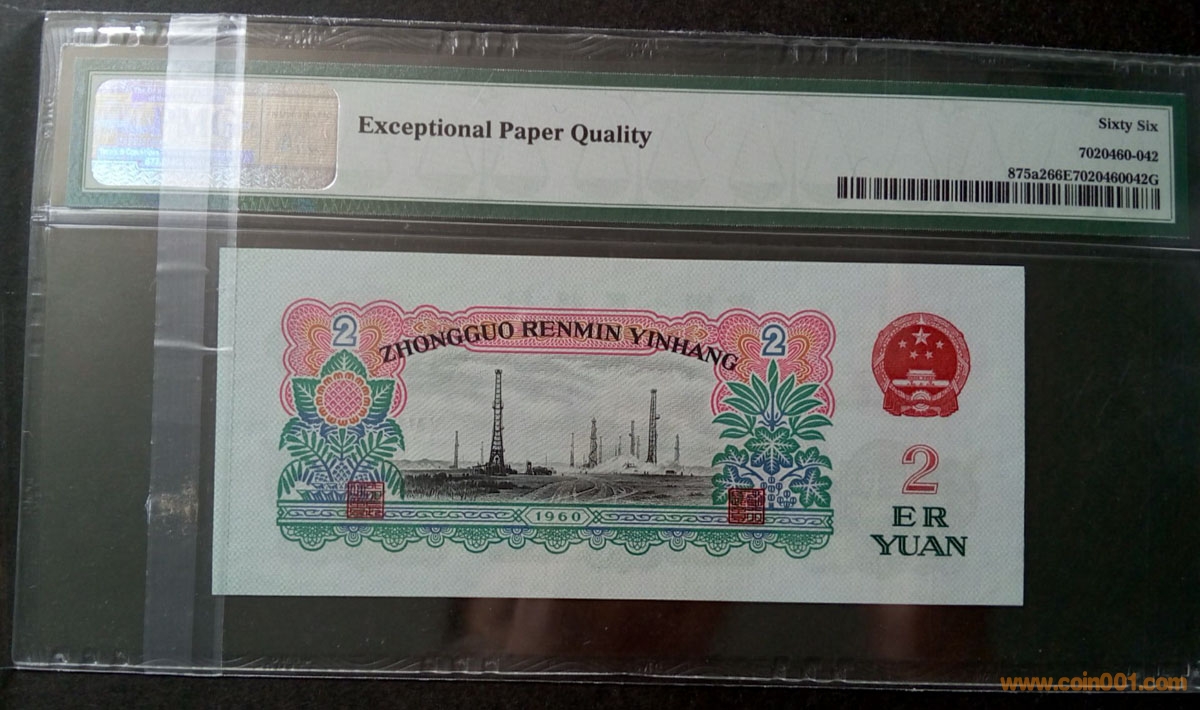 Exceptional Paper Quality
Sixty Six
7020460-042
875a266E7020460042G
ZHONGGUO RENMIN YINHANG
2
2
1960
2
ER
YUAN
www.coin001.com